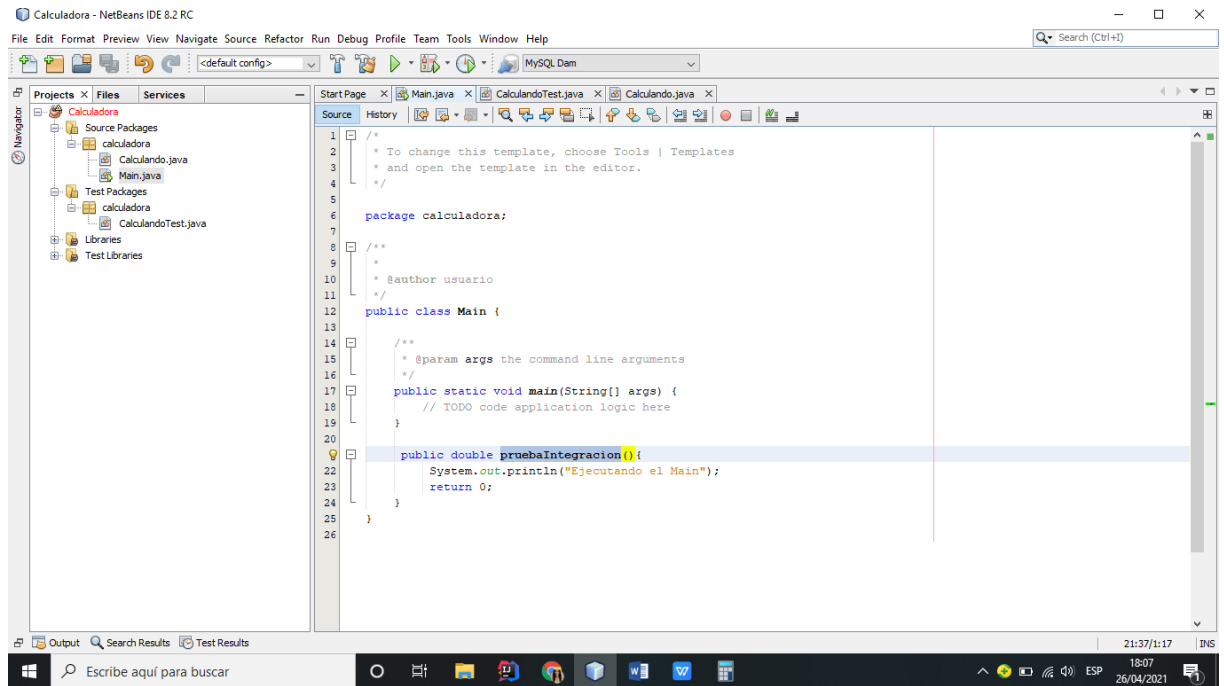 Calculadora - NetBeans IDE 8.2 RC
File Edit Format Preview View Navigate Source Refactor Run Debug Profile Team Tools Window Help
Search (Ctrl+I)
<default config>
MySQL Dam
Projects Files Services
Start Page Main.java CalculandoTest.java Calculando.java
Navigator
Source History
Calculadora
Source Packages
calculadora
Calculando.java
Main.java
Test Packages
calculadora
CalculandoTest.java
Libraries
Test Libraries
1 /*
2 * To change this template, choose Tools | Templates
3 * and open the template in the editor.
4 */
5
6 package calculadora;
7
8 /**
9 *
10 * @author usuario
11 */
12 public class Main {
13
14 /**
15 * @param args the command line arguments
16 */
17 public static void main(String[] args) {
18 // TODO code application logic here
19 }
20
public double pruebaIntegracion(){
22 System.out.println("Ejecutando el Main");
23 return 0;
24 }
25 }
26
Output Search Results Test Results
21:37/1:17 INS
Escribe aquí para buscar
ESP
18:07
26/04/2021